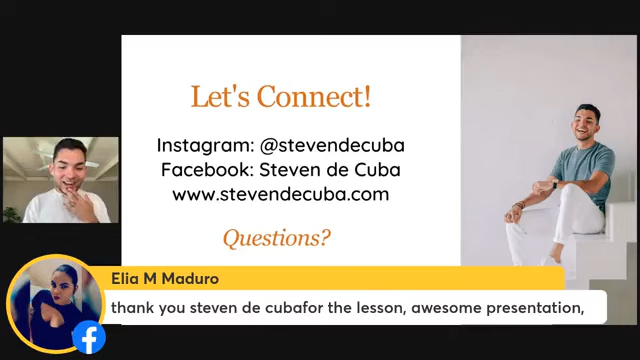 Let's Connect!
Instagram: @stevendecuba
Facebook: Steven de Cuba
www.stevendecuba.com
Questions?
Elia M Maduro
thank you steven de cubafor the lesson, awesome presentation,